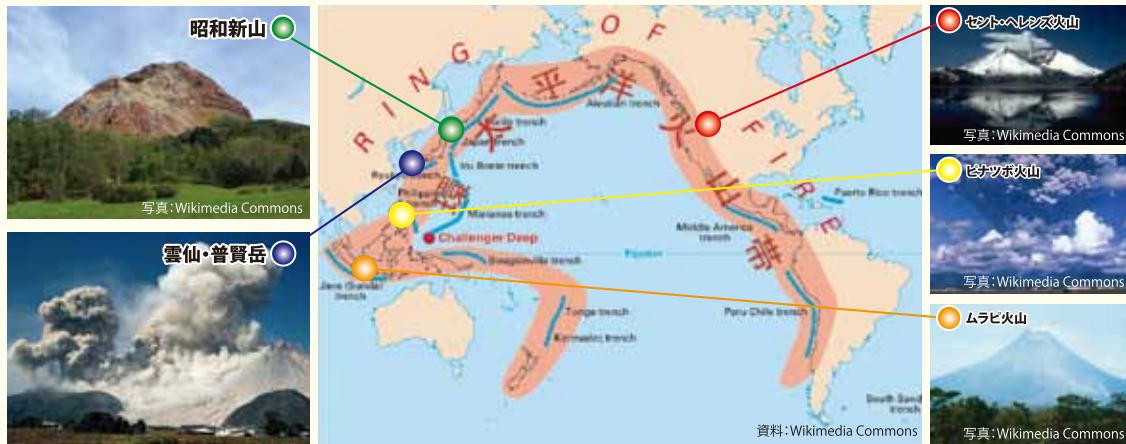 昭和新山
写真：Wikimedia Commons
雲仙・普賢岳
RING OF FIRE
太平洋火山帯
Aleutian trench
Kurile trench
Japan trench
Izu Bonin trench
Ryukyu trench
Philippine trench
Marianas trench
Challenger Deep
Bougainville trench
Java (Sunda) trench
Tonga trench
Kermadec trench
Equator
Middle America trench
Puerto Rico trench
Peru Chile trench
South Sand
trench
資料：Wikimedia Commons
セント・ヘレンズ火山
写真：Wikimedia Commons
ピナツボ火山
写真：Wikimedia Commons
ムラピ火山
写真：Wikimedia Commons